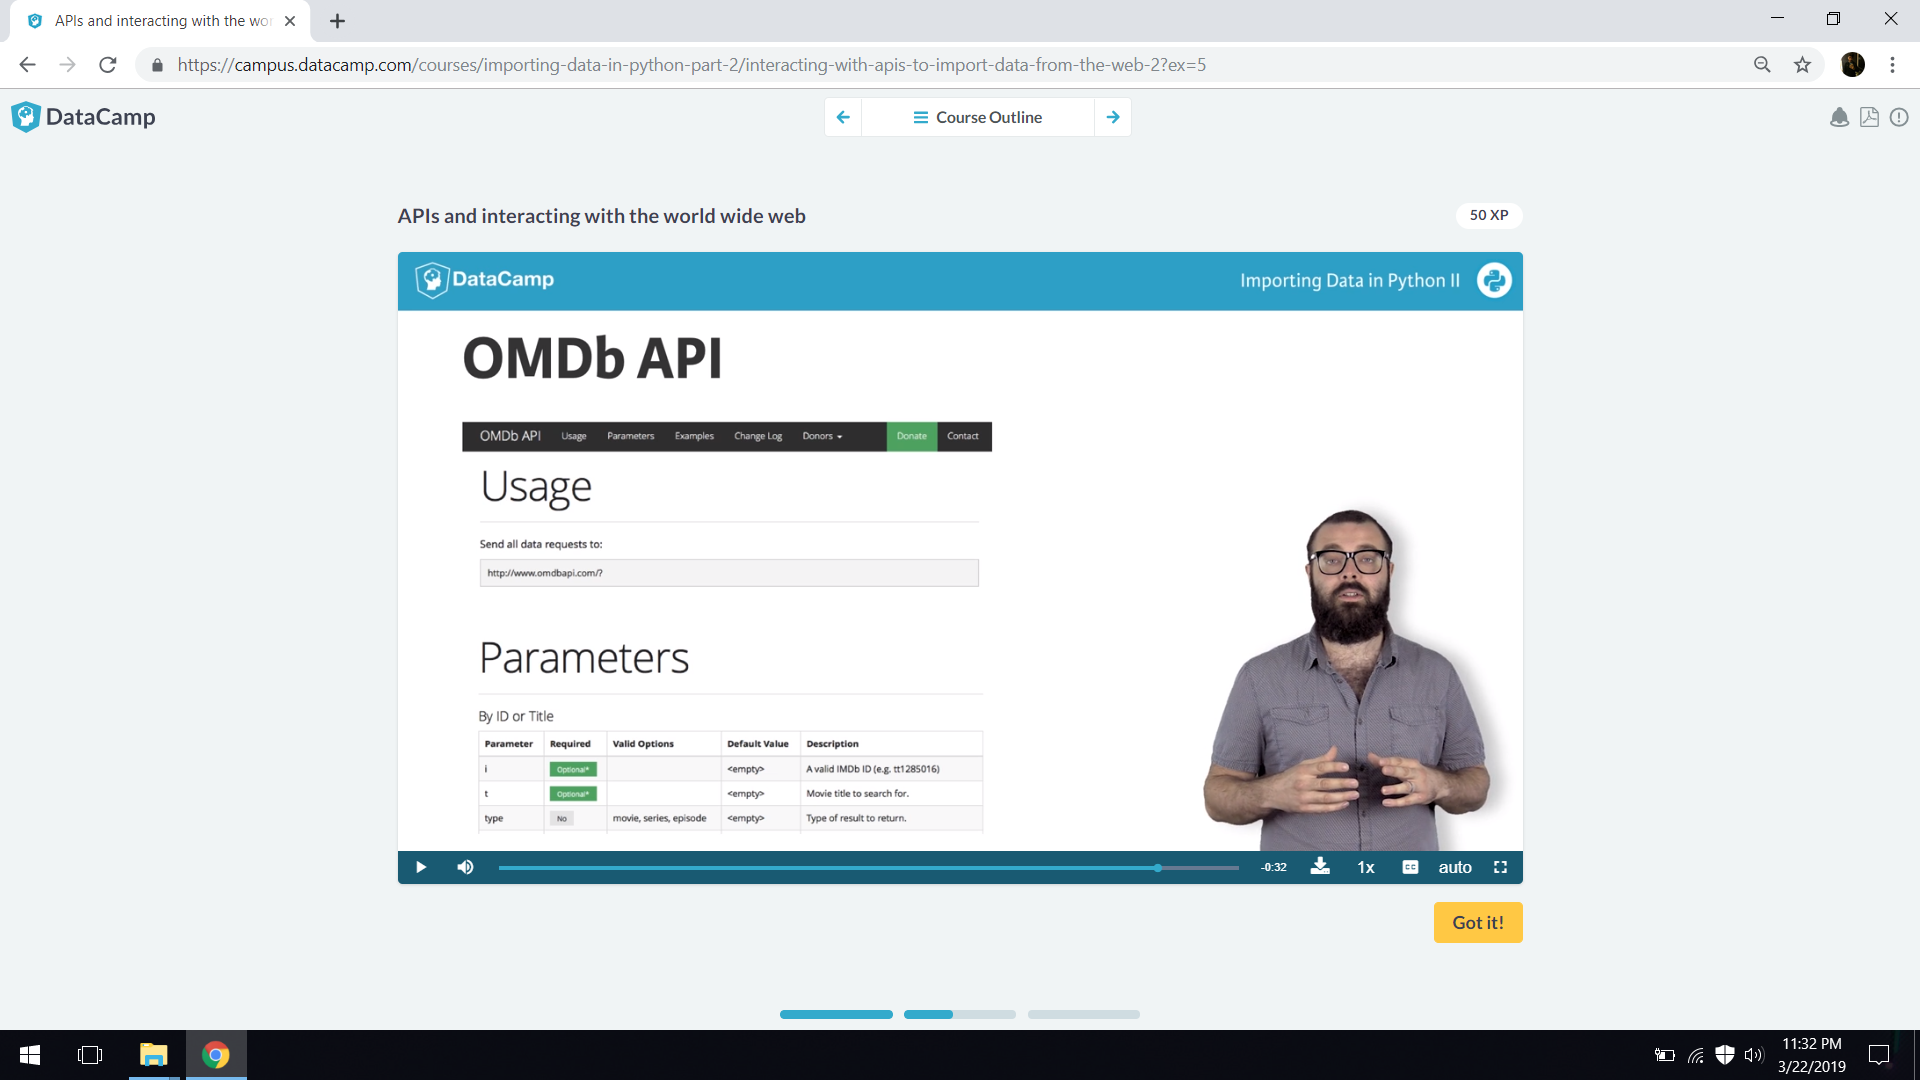 APIs and interacting with the wor
https://campus.datacamp.com/courses/importing-data-in-python-part-2/interacting-with-apis-to-import-data-from-the-web-2?ex=5
DataCamp
Course Outline
APIs and interacting with the world wide web
50 XP
DataCamp
Importing Data in Python II
OMDb API
OMDb API Usage Parameters Examples Change Log Donors Donate Contact
Usage
Send all data requests to:
http://www.omdbapi.com/?
Parameters
By ID or Title
Parameter Required Valid Options Default Value Description
i Optional* <empty> A valid IMDb ID (e.g. tt1285016)
t Optional* <empty> Movie title to search for.
type No movie, series, episode <empty> Type of result to return.
-0:32 1x CC auto
Got it!
11:32 PM
3/22/2019